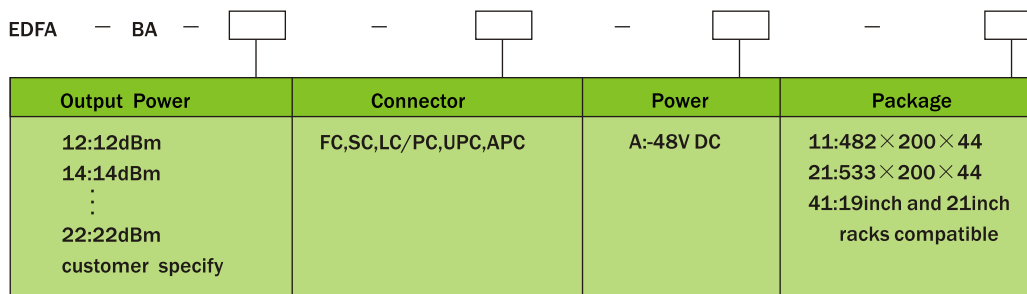 EDFA – BA – – – –
Output Power Connector Power Package
12:12dBm FC,SC,LC/PC,UPC,APC A:-48V DC 11:482×200×44
14:14dBm 21:533×200×44
⋮ 41:19inch and 21inch
22:22dBm racks compatible
customer specify